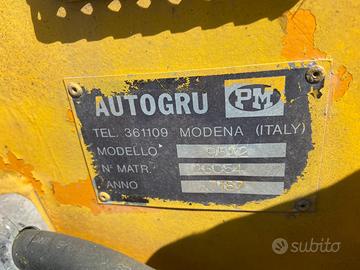 AUTOGRU PM
TEL. 361109 MODENA (ITALY)
MODELLO
N° MATR.
ANNO
subito